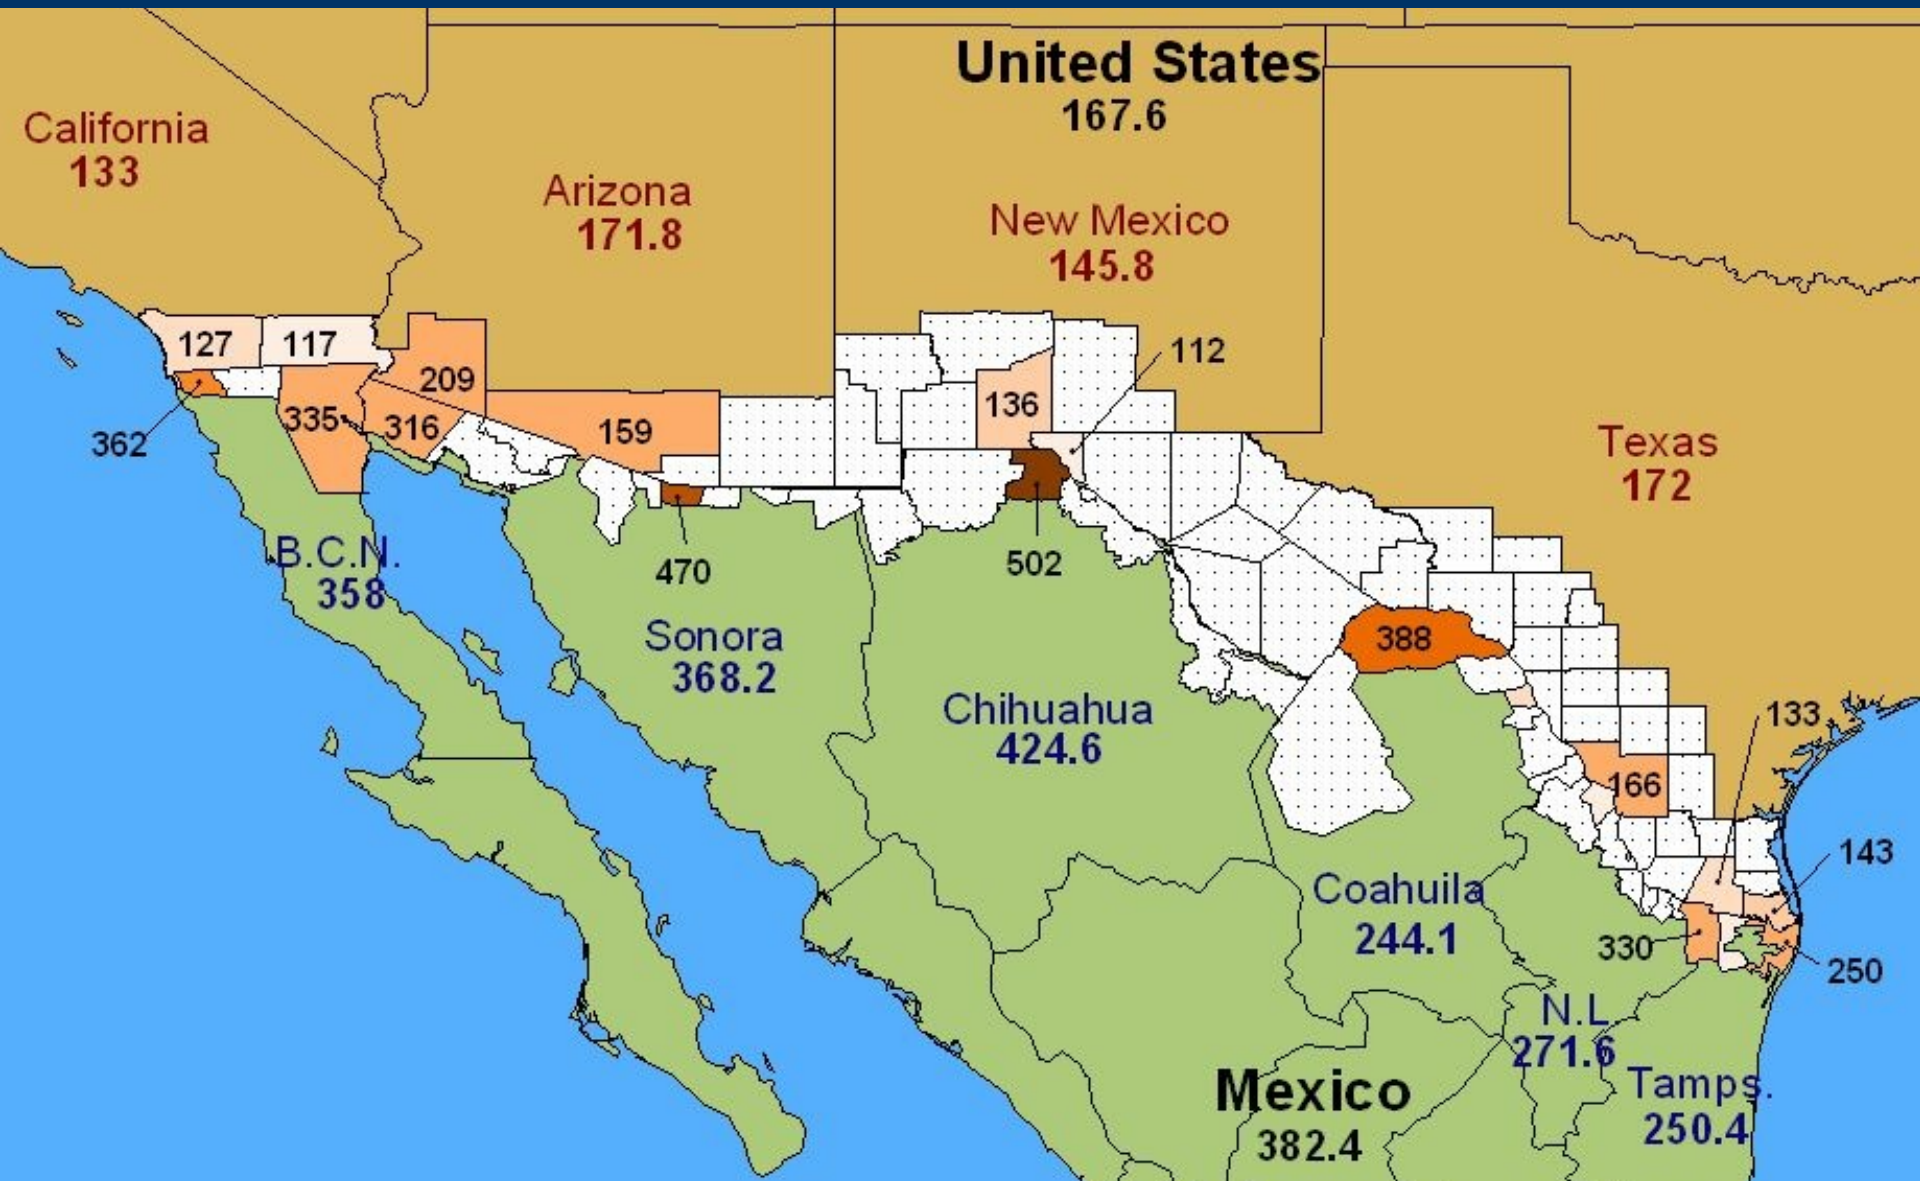 United States
167.6
California
133
Arizona
171.8
New Mexico
145.8
127
117
112
209
136
335
316
159
362
Texas
172
B.C.N.
358
470
502
Sonora
368.2
388
Chihuahua
424.6
133
166
143
Coahuila
244.1
330
250
N.L.
271.6
Mexico
382.4
Tamps.
250.4